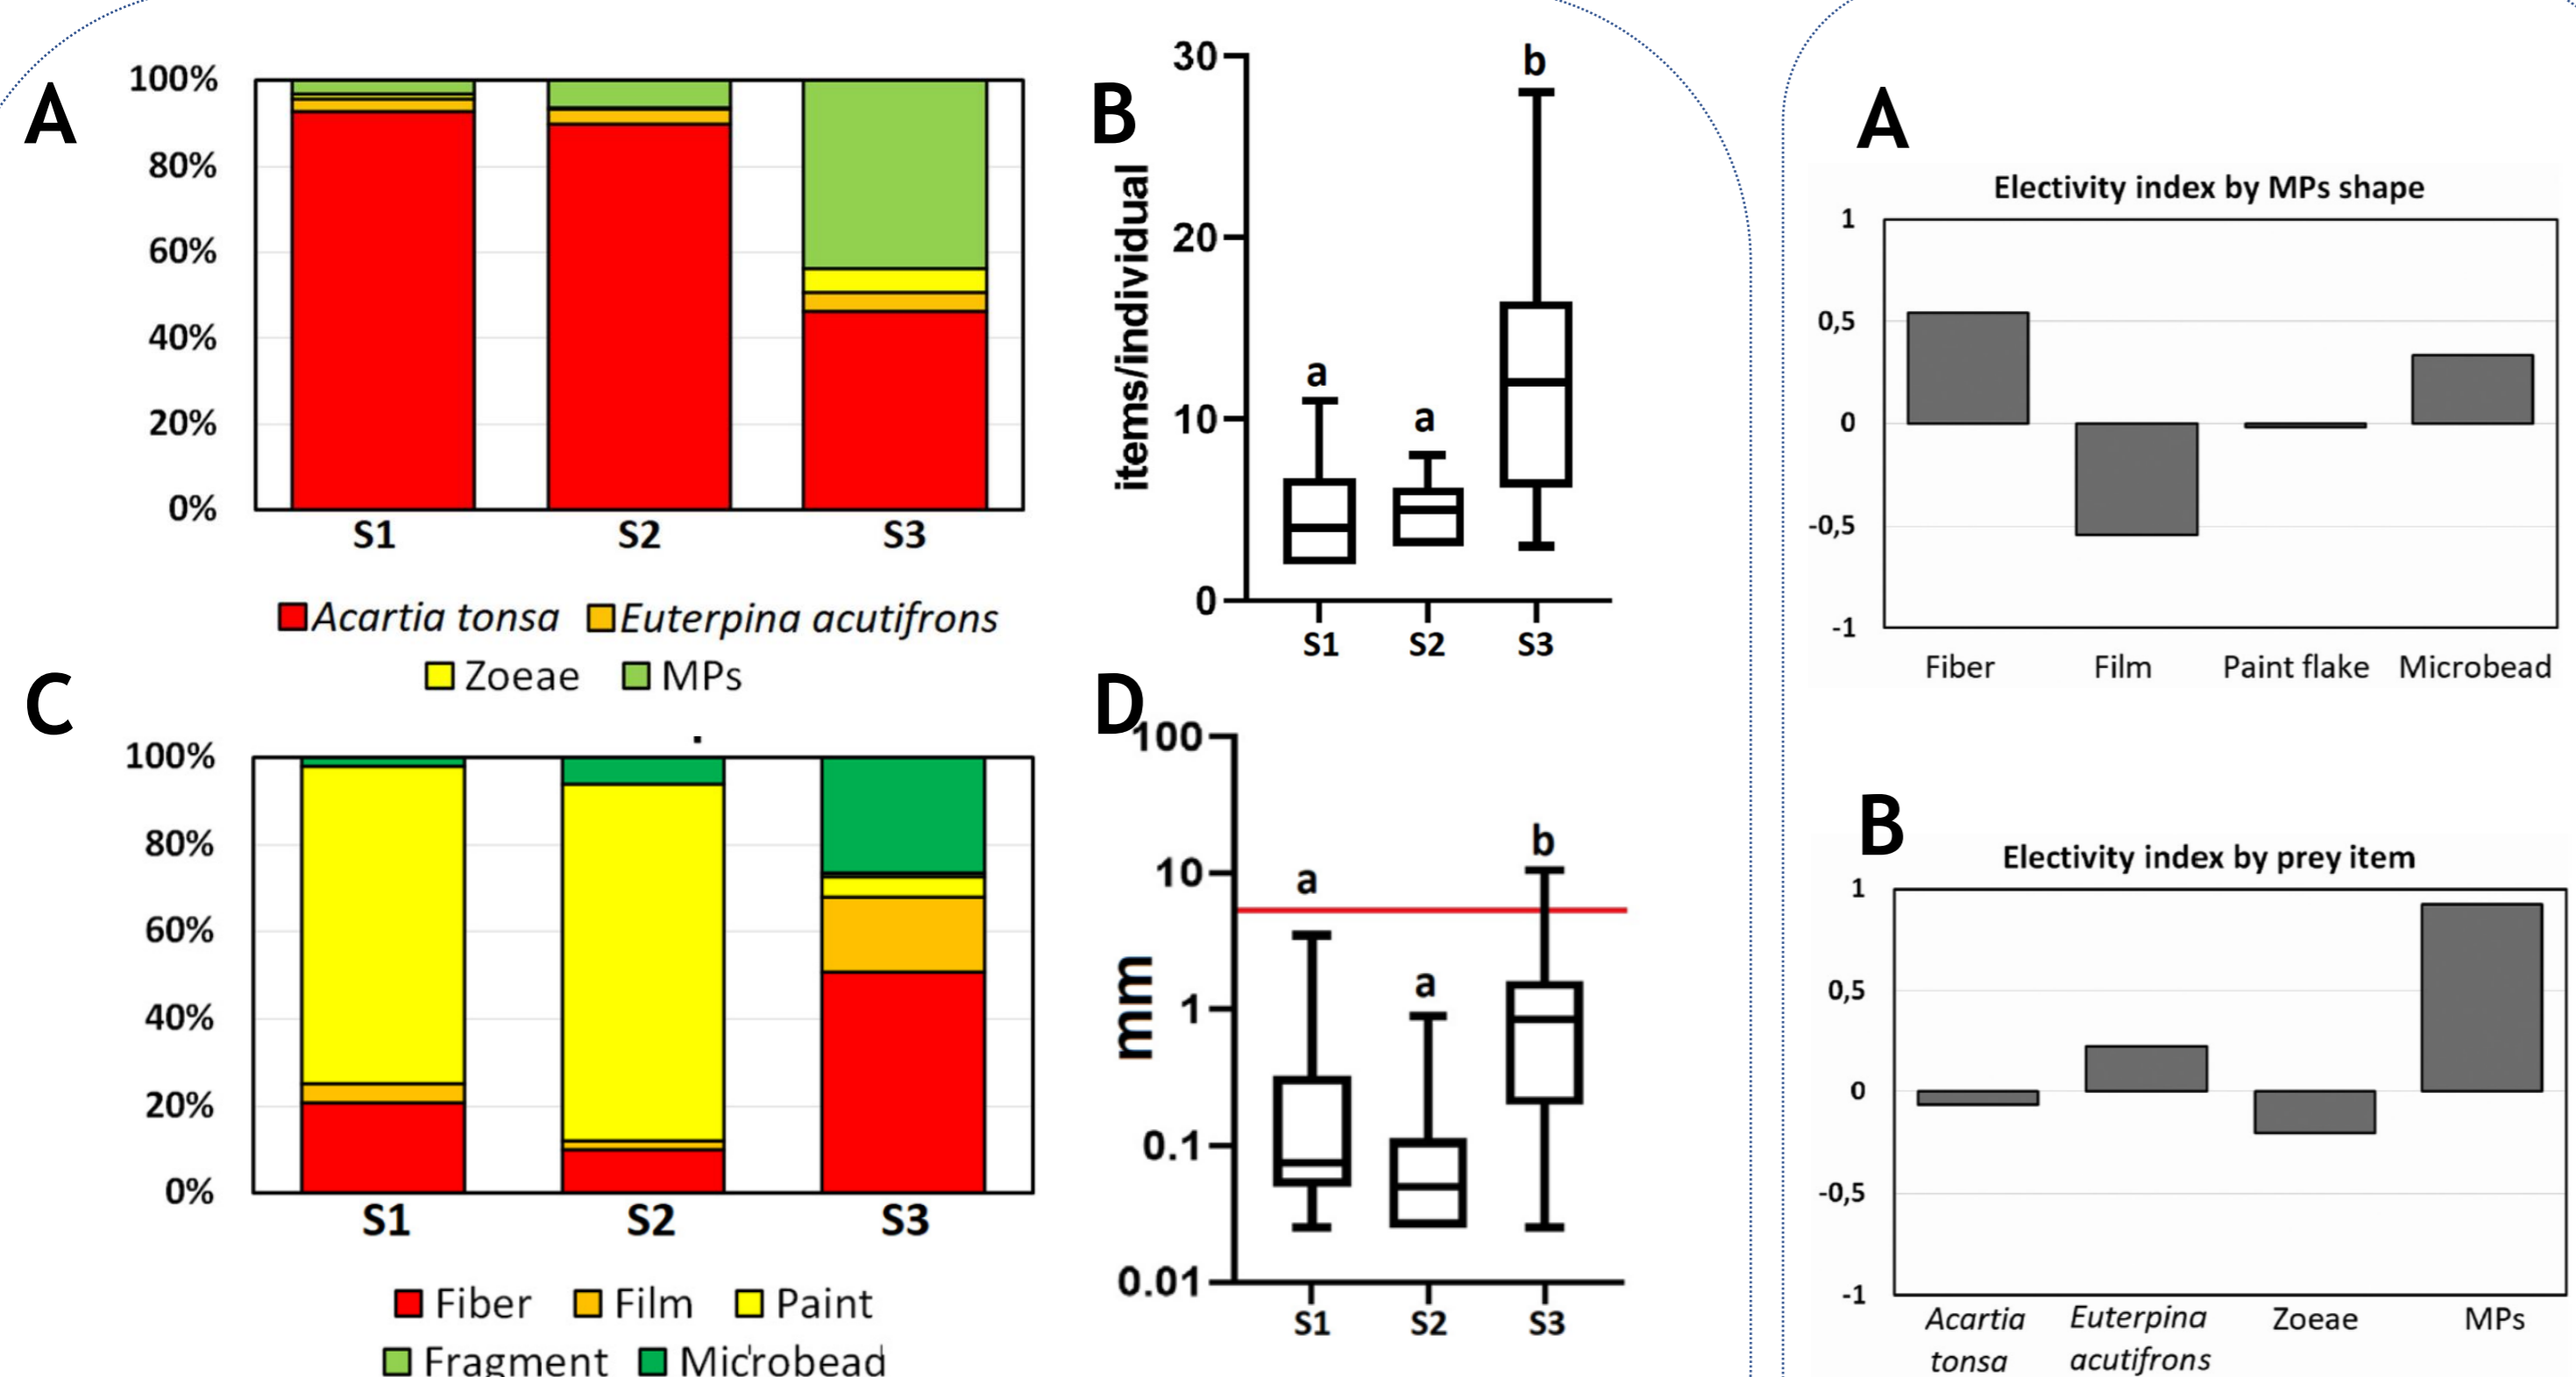 A
100%
80%
60%
40%
20%
0%
S1 S2 S3
Acartia tonsa Euterpina acutifrons
Zoeae MPs
B
items/individual
30
20
10
0
a a b
S1 S2 S3
C
100%
80%
60%
40%
20%
0%
S1 S2 S3
Fiber Film Paint
Fragment Microbead
D
mm
100
10
1
0.1
0.01
a a b
S1 S2 S3
A
Electivity index by MPs shape
1
0,5
0
-0,5
-1
Fiber Film Paint flake Microbead
B
Electivity index by prey item
1
0,5
0
-0,5
-1
Acartia tonsa Euterpina acutifrons Zoeae MPs